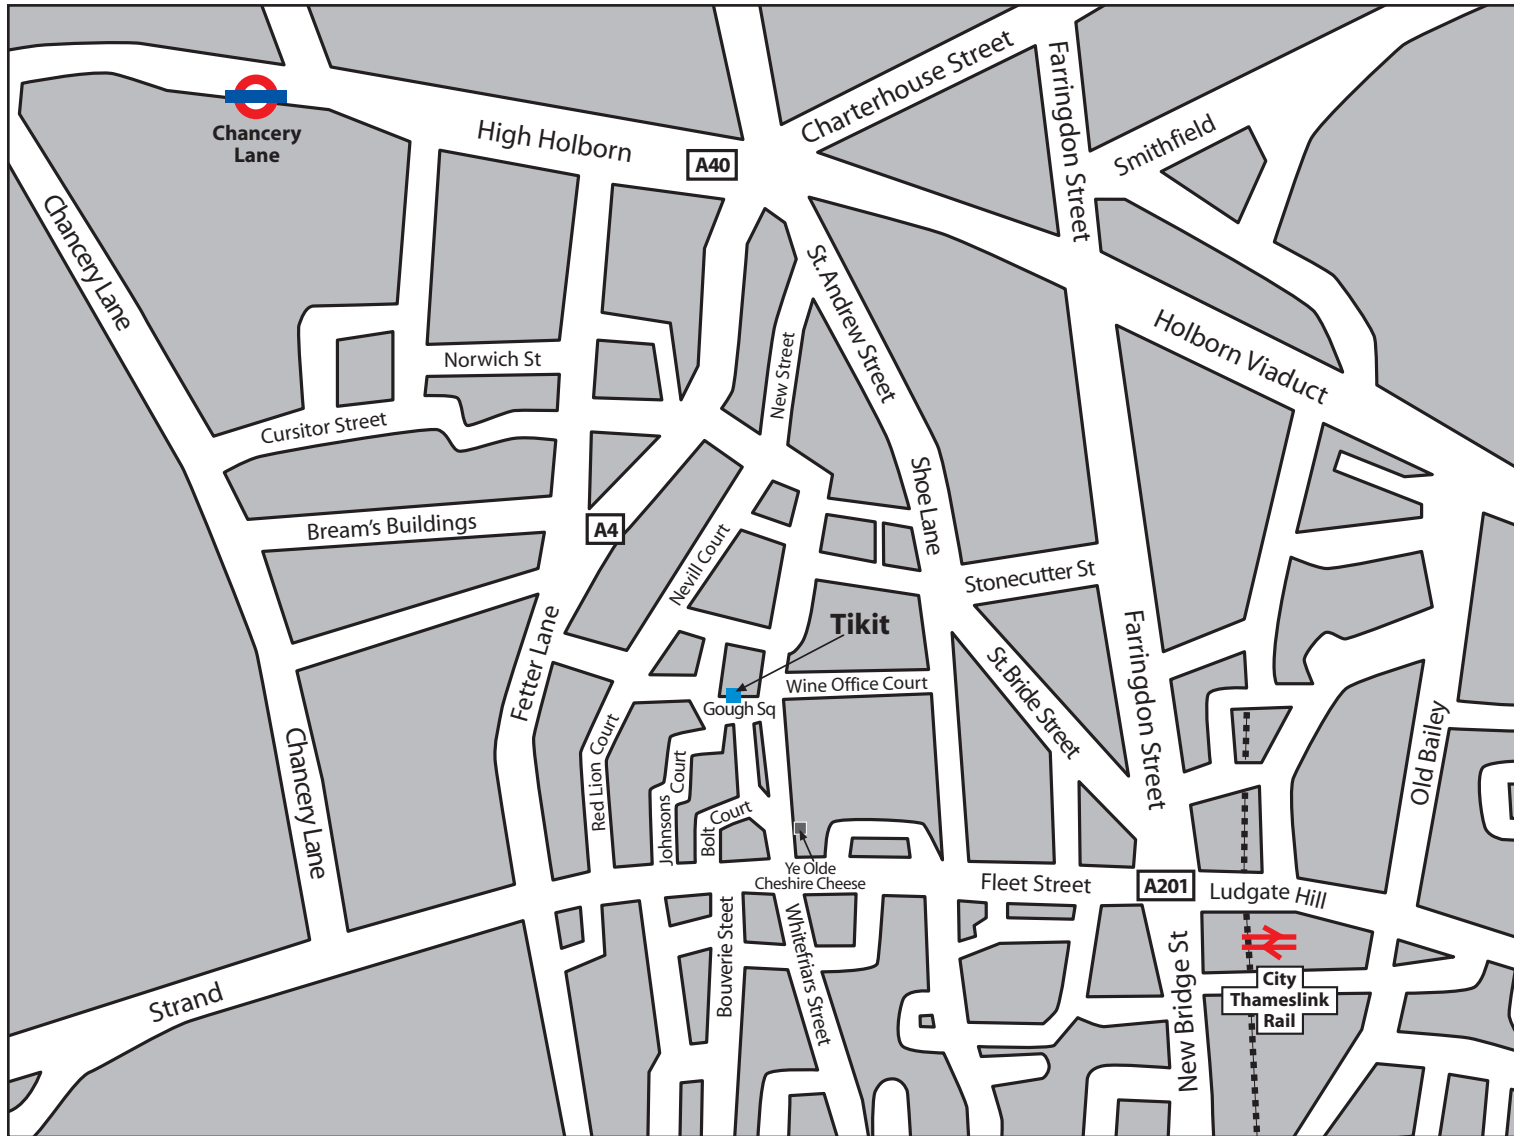 Chancery
Lane
High Holborn
A40
Charterhouse Street
Farringdon Street
Smithfield
Chancery Lane
St. Andrew Street
Holborn Viaduct
New Street
Norwich St
Cursitor Street
Shoe Lane
Bream's Buildings
A4
Nevill Court
Stonecutter St
Tikit
Fetter Lane
Farringdon Street
St.Bride Street
Wine Office Court
Gough Sq
Old Bailey
Chancery Lane
Red Lion Court
Johnsons
Court
Bolt Court
Ye Olde
Cheshire Cheese
Fleet Street
A201
Ludgate Hill
Bouverie Steet
Whitefriars Street
New Bridge St
City
Thameslink
Rail
Strand